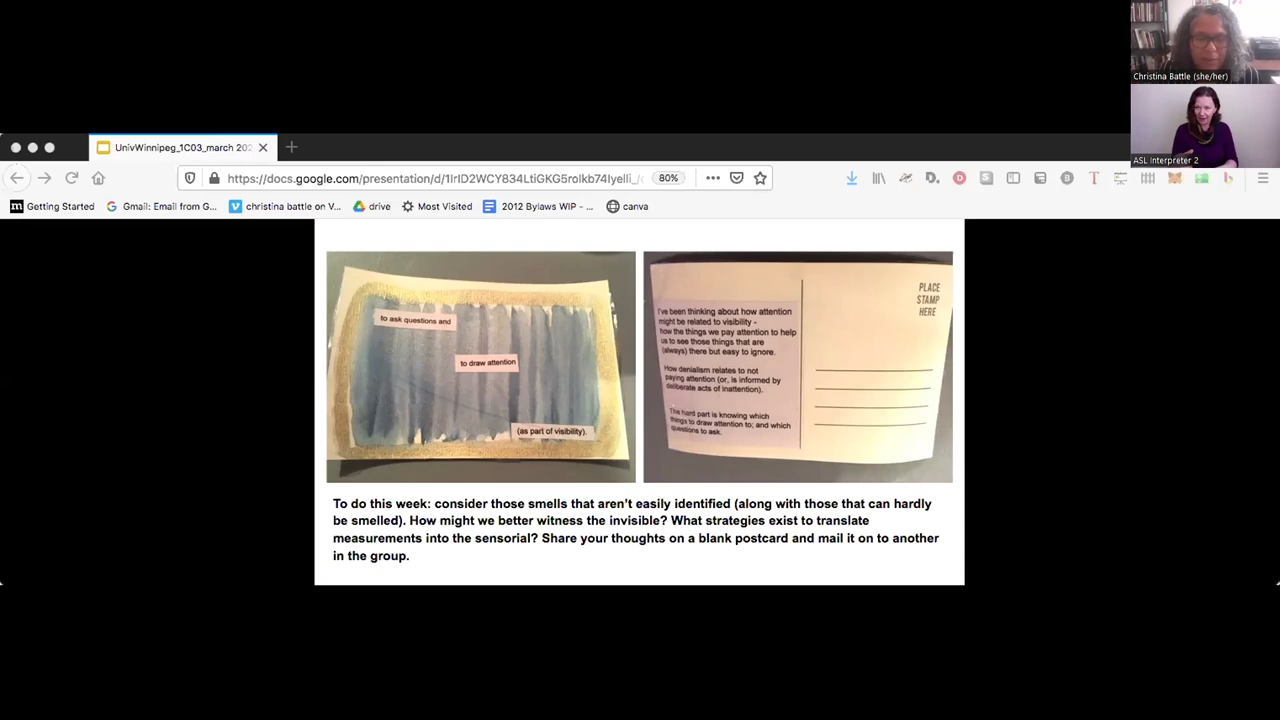 Christina Battle (she/her)
ASL Interpreter 2
UnivWinnipeg_1C03_march 202
80%
Getting Started
Gmail: Email from G...
christina battle on V...
drive
Most Visited
2012 Bylaws WIP - ...
canva
to ask questions and
to draw attention
(as part of visibility).
I've been thinking about how attention
might be related to visibility -
how the things we pay attention to help
us to see those things that are
(always) there but easy to ignore.
How denialism relates to not
paying attention (or, is informed by
deliberate acts of inattention).
The hard part is knowing which
things to draw attention to; and which
questions to ask.
PLACE
STAMP
HERE
To do this week: consider those smells that aren't easily identified (along with those that can hardly
be smelled). How might we better witness the invisible? What strategies exist to translate
measurements into the sensorial? Share your thoughts on a blank postcard and mail it on to another
in the group.